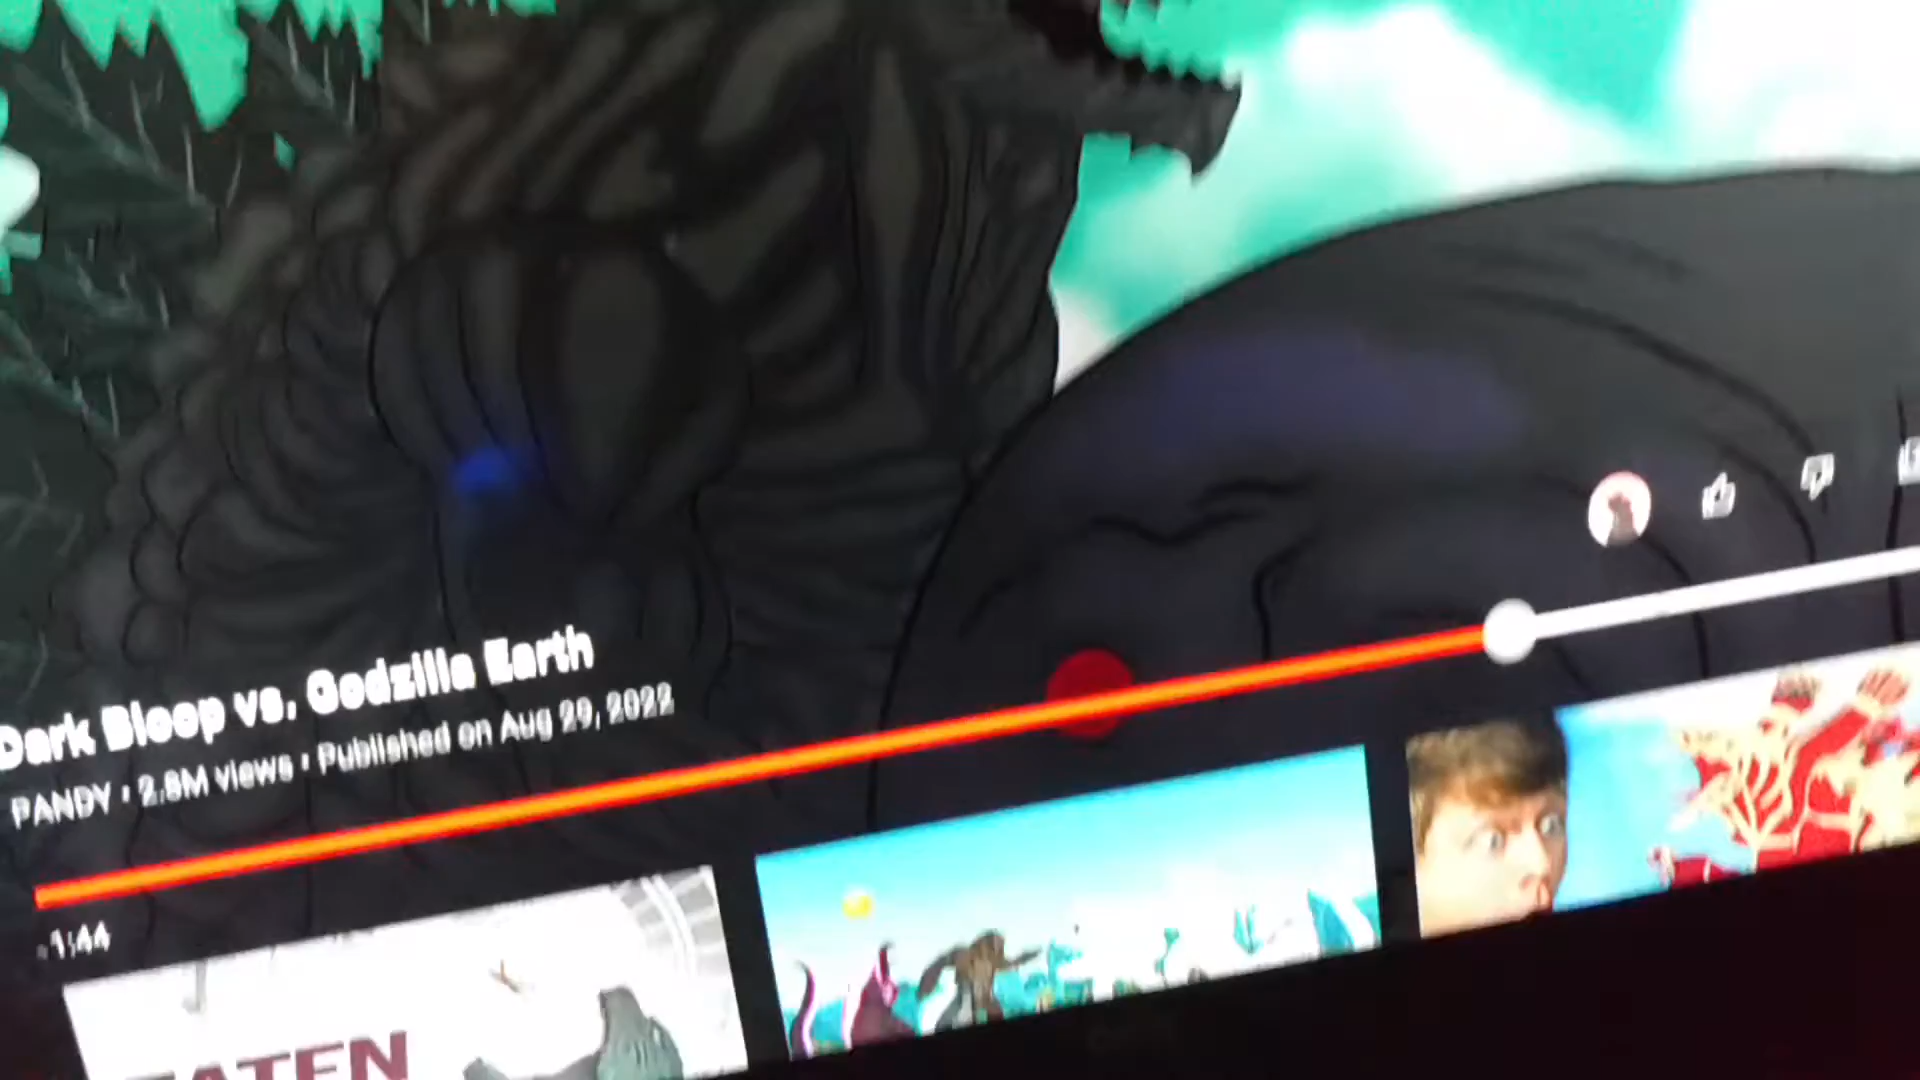 Dark Bloop vs. Godzilla Earth
PANDY • 2.8M views • Published on Aug 29, 2022
-1:44
EATEN